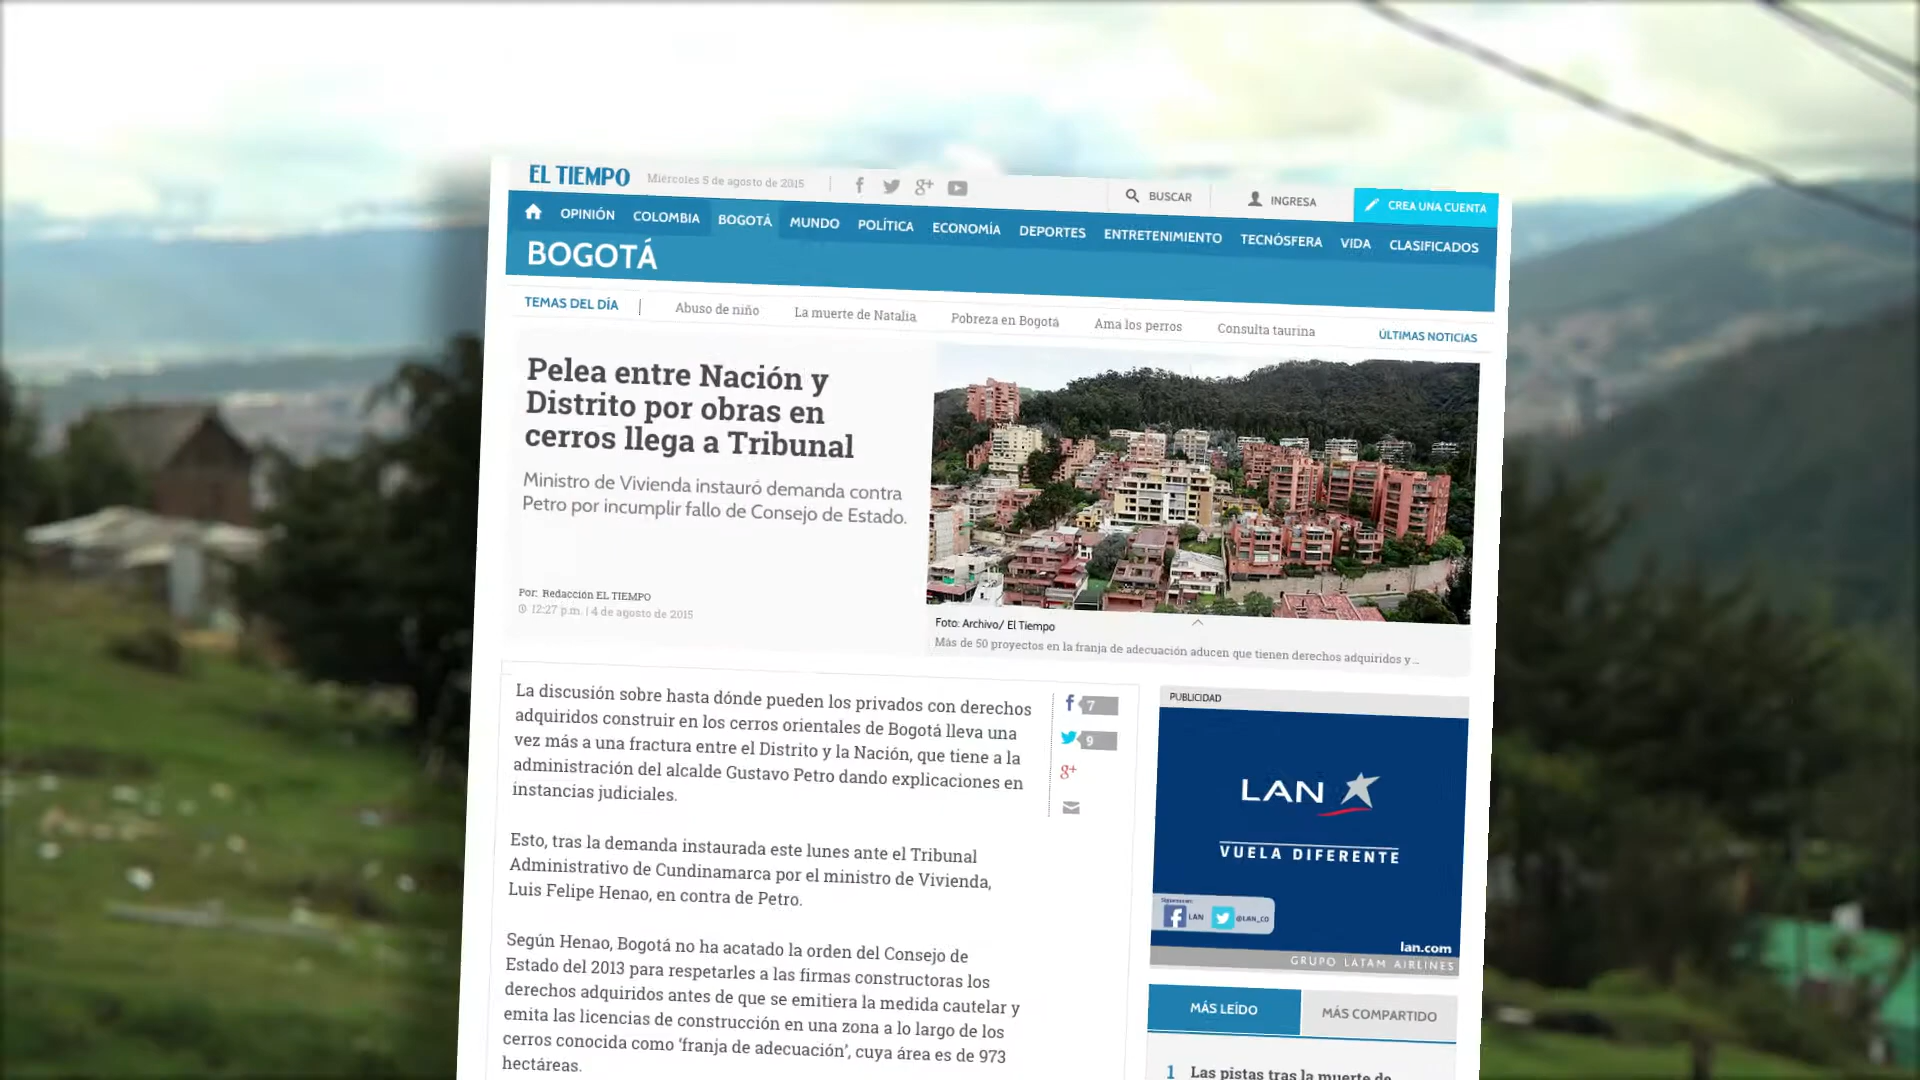 EL TIEMPO
Miércoles 5 de agosto de 2015
BUSCAR
INGRESA
CREA UNA CUENTA
OPINIÓN COLOMBIA BOGOTÁ MUNDO POLÍTICA ECONOMÍA DEPORTES ENTRETENIMIENTO TECNÓSFERA VIDA CLASIFICADOS
BOGOTÁ
TEMAS DEL DÍA | Abuso de niño La muerte de Natalia Pobreza en Bogotá Ama los perros Consulta taurina ÚLTIMAS NOTICIAS
Pelea entre Nación y
Distrito por obras en
cerros llega a Tribunal
Ministro de Vivienda instauró demanda contra
Petro por incumplir fallo de Consejo de Estado.
Por: Redacción EL TIEMPO
12:27 p.m. | 4 de agosto de 2015
Foto: Archivo/ El Tiempo
Más de 50 proyectos en la franja de adecuación aducen que tienen derechos adquiridos y ...
La discusión sobre hasta dónde pueden los privados con derechos
adquiridos construir en los cerros orientales de Bogotá lleva una
vez más a una fractura entre el Distrito y la Nación, que tiene a la
administración del alcalde Gustavo Petro dando explicaciones en
instancias judiciales.
Esto, tras la demanda instaurada este lunes ante el Tribunal
Administrativo de Cundinamarca por el ministro de Vivienda,
Luis Felipe Henao, en contra de Petro.
Según Henao, Bogotá no ha acatado la orden del Consejo de
Estado del 2013 para respetarles a las firmas constructoras los
derechos adquiridos antes de que se emitiera la medida cautelar y
emita las licencias de construcción en una zona a lo largo de los
cerros conocida como ‘franja de adecuación’, cuya área es de 973
hectáreas.
7
9
PUBLICIDAD
LAN
VUELA DIFERENTE
LAN
@LAN_CO
lan.com
GRUPO LATAM AIRLINES
MÁS LEÍDO
MÁS COMPARTIDO
1 Las pistas tras la muerte de